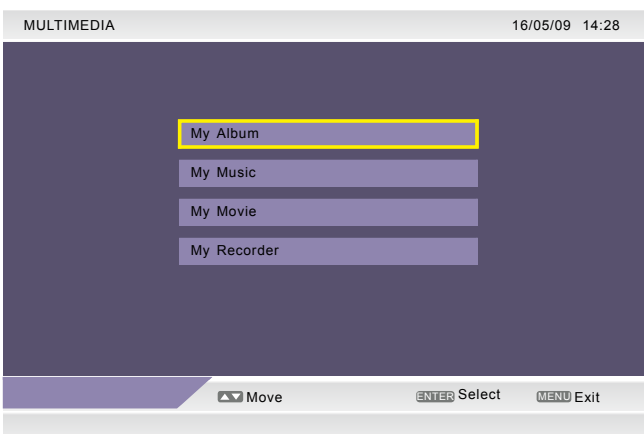 MULTIMEDIA 16/05/09 14:28
My Album
My Music
My Movie
My Recorder
▲▼ Move ENTER Select MENU Exit